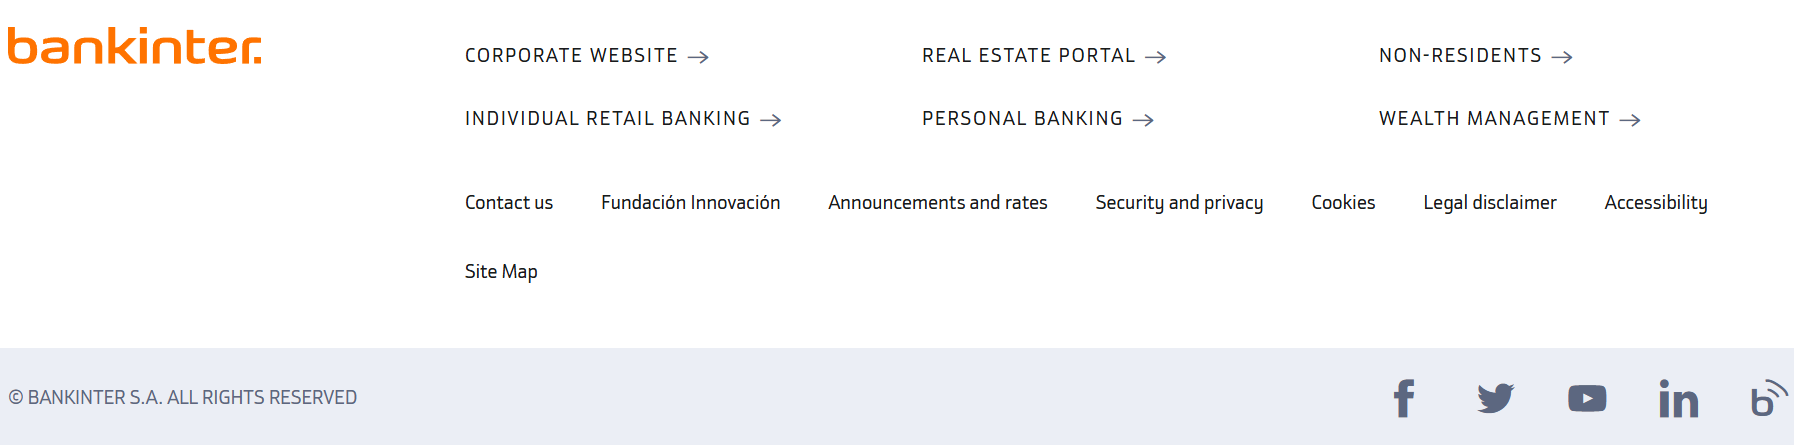 bankinter.
CORPORATE WEBSITE → REAL ESTATE PORTAL → NON-RESIDENTS →
INDIVIDUAL RETAIL BANKING → PERSONAL BANKING → WEALTH MANAGEMENT →
Contact us Fundación Innovación Announcements and rates Security and privacy Cookies Legal disclaimer Accessibility
Site Map
© BANKINTER S.A. ALL RIGHTS RESERVED